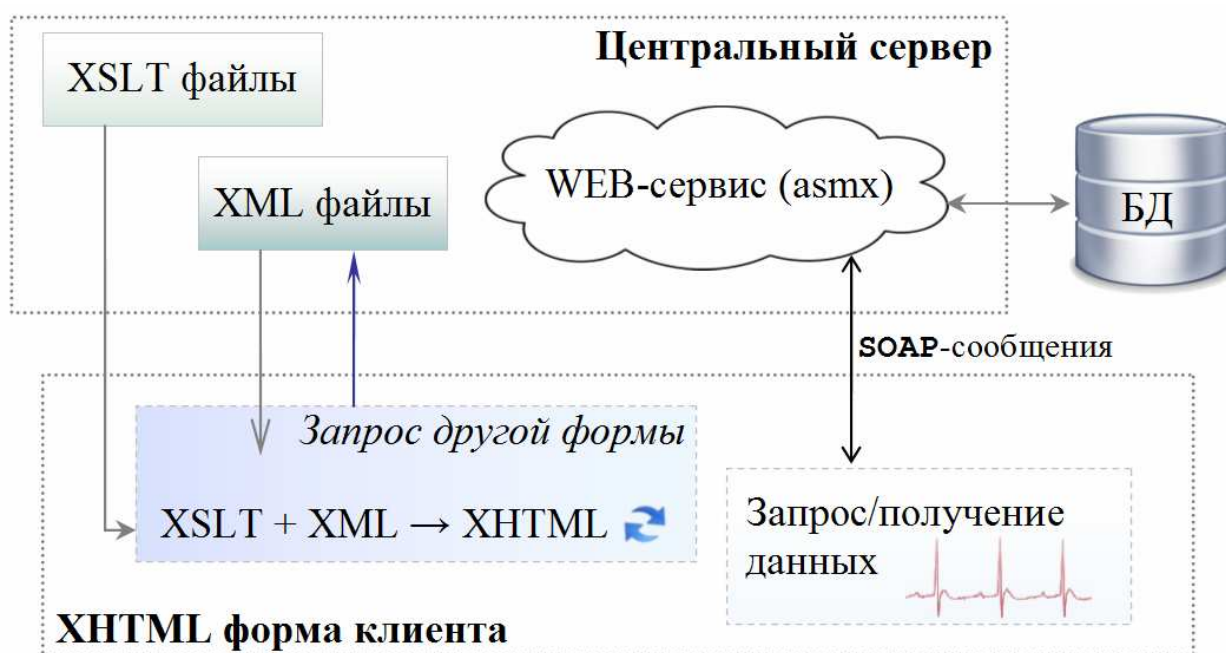 Центральный сервер
XSLT файлы
XML файлы
WEB-сервис (asmx)
БД
SOAP-сообщения
Запрос другой формы
XSLT + XML → XHTML
Запрос/получение
данных
XHTML форма клиента